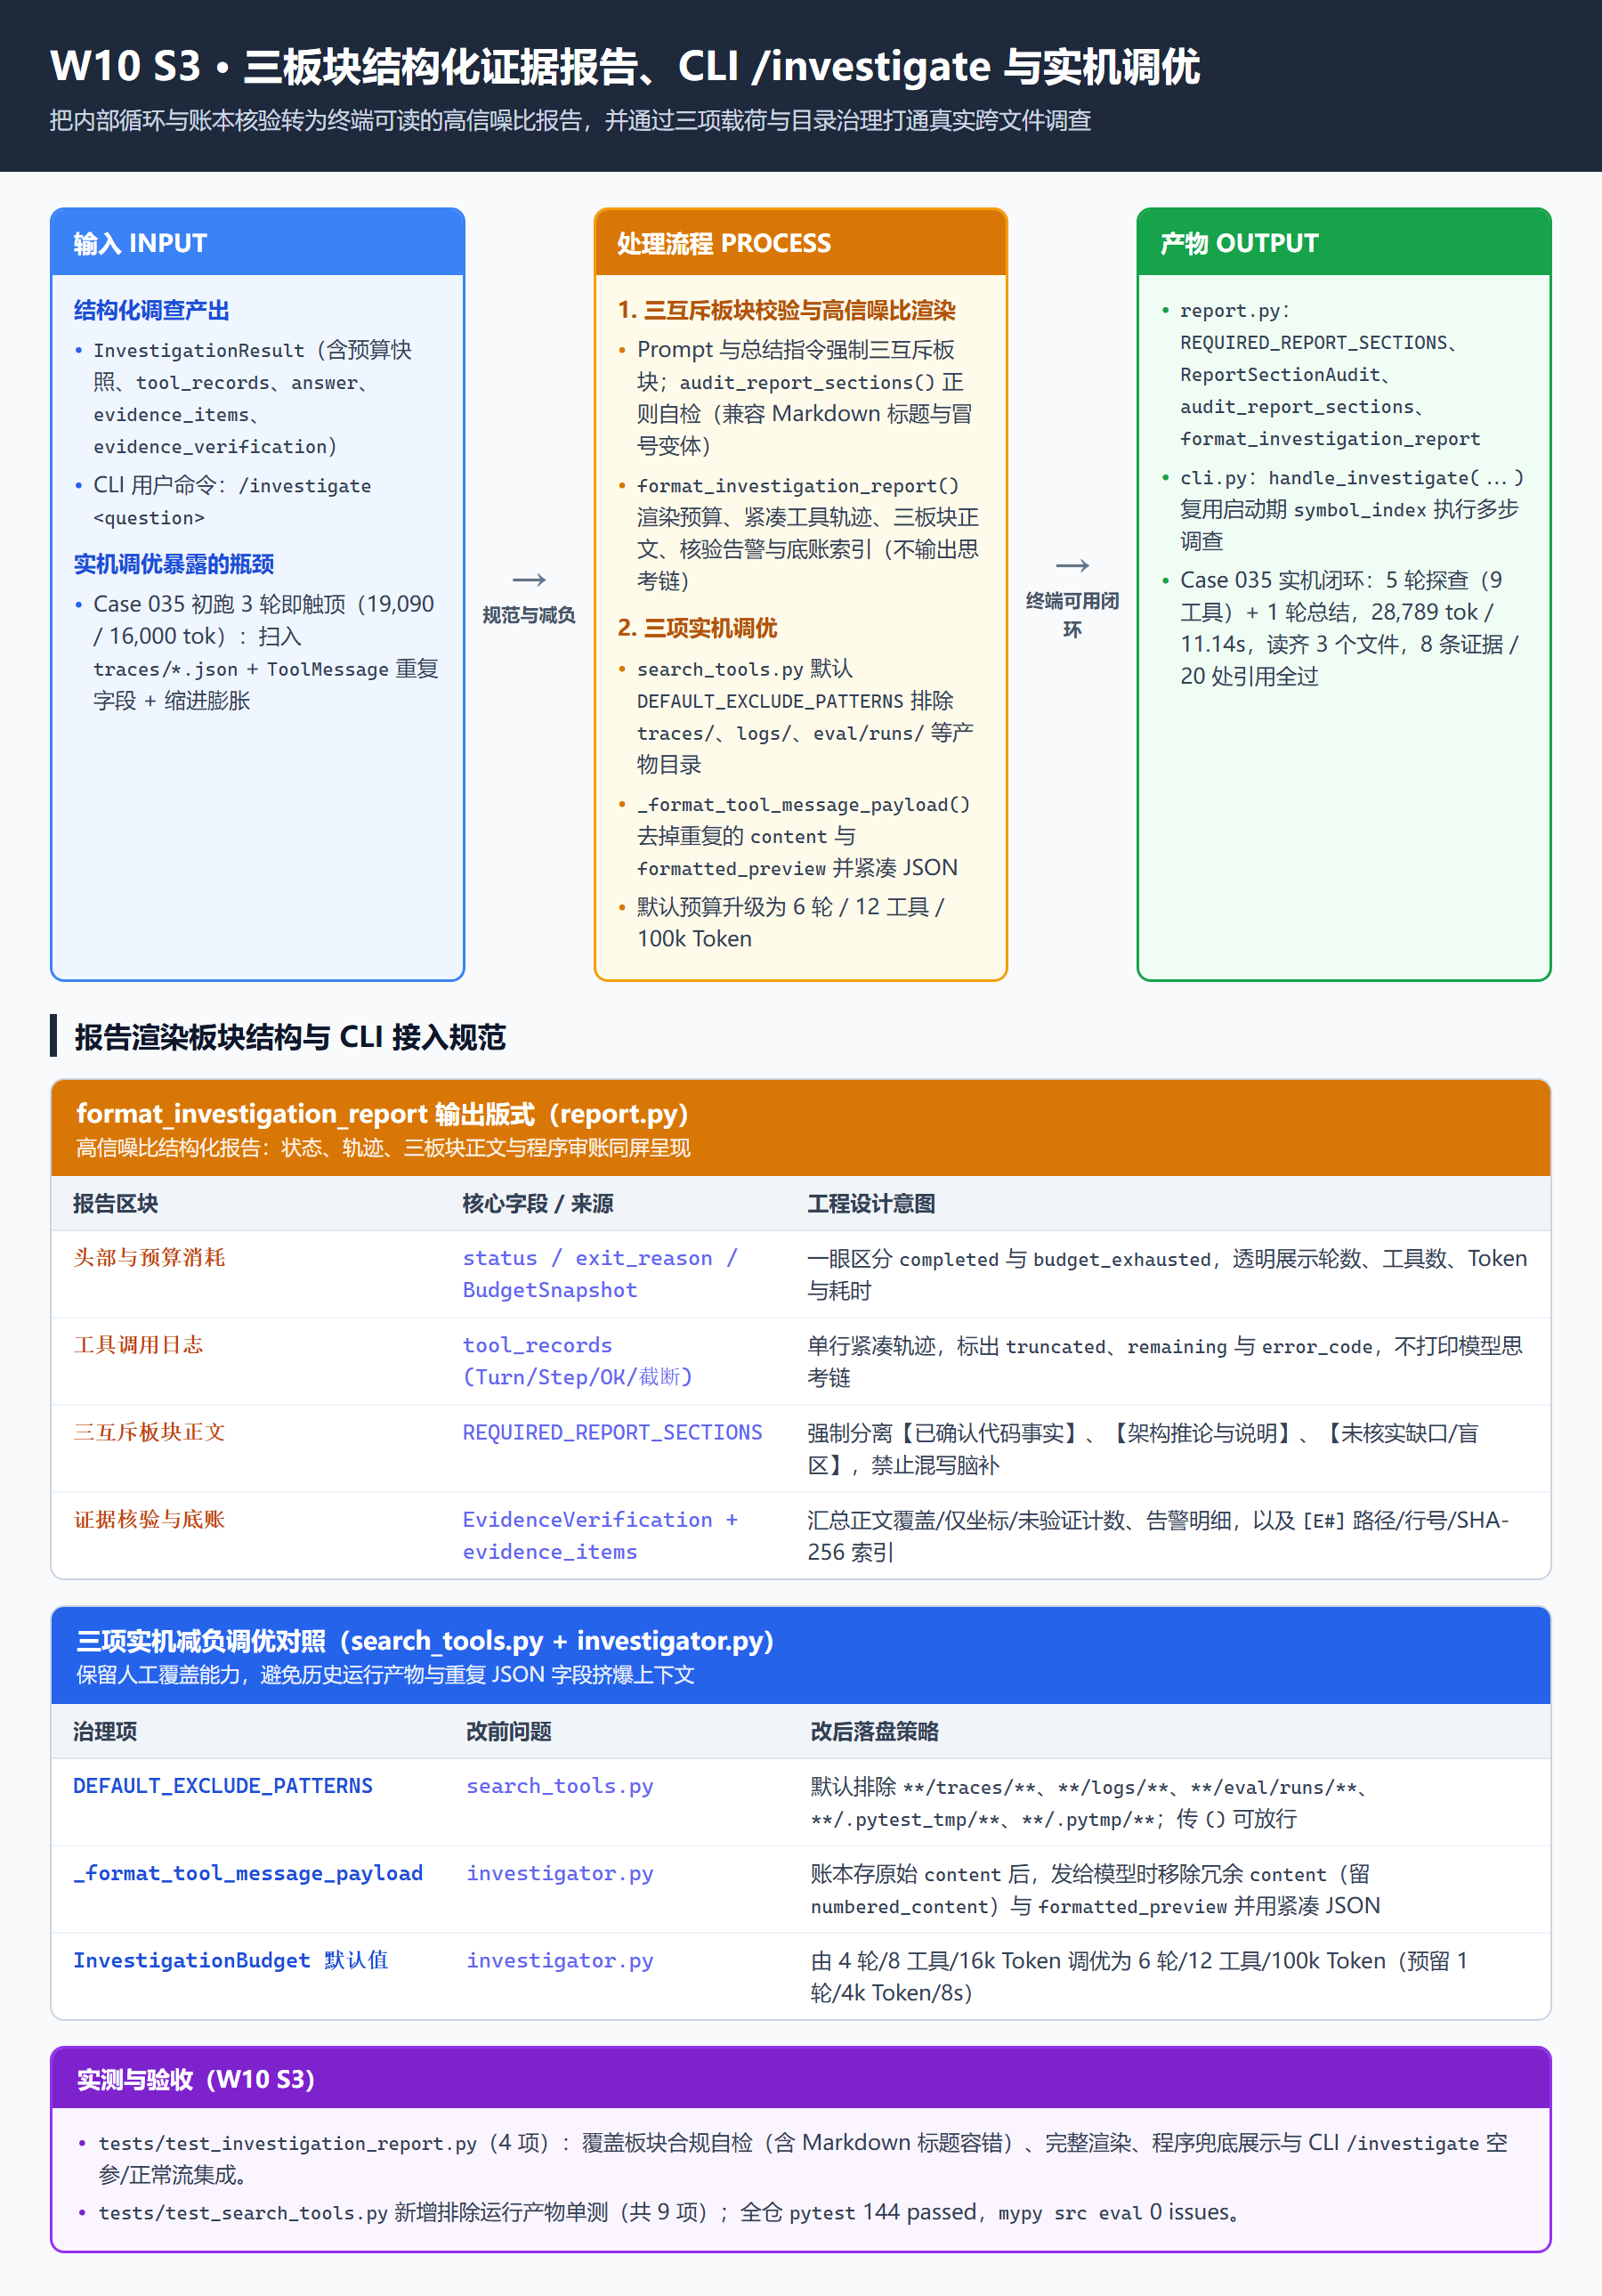 W10 S3 • 三板块结构化证据报告、CLI /investigate 与实机调优
把内部循环与账本核验转为终端可读的高信噪比报告，并通过三项载荷与目录治理打通真实跨文件调查
输入 INPUT
结构化调查产出
• InvestigationResult（含预算快
照、tool_records、answer、
evidence_items、
evidence_verification）
• CLI 用户命令：/investigate
<question>
实机调优暴露的瓶颈
• Case 035 初跑 3 轮即触顶（19,090
/ 16,000 tok）：扫入
traces/*.json + ToolMessage 重复
字段 + 缩进膨胀
→
规范与减负
处理流程 PROCESS
1. 三互斥板块校验与高信噪比渲染
• Prompt 与总结指令强制三互斥板
块；audit_report_sections() 正
则自检（兼容 Markdown 标题与冒
号变体）
• format_investigation_report()
渲染预算、紧凑工具轨迹、三板块正
文、核验告警与底账索引（不输出思
考链）
2. 三项实机调优
• search_tools.py 默认
DEFAULT_EXCLUDE_PATTERNS 排除
traces/、logs/、eval/runs/ 等产
物目录
• _format_tool_message_payload()
去掉重复的 content 与
formatted_preview 并紧凑 JSON
• 默认预算升级为 6 轮 / 12 工具 /
100k Token
→
终端可用闭
环
产物 OUTPUT
• report.py：
REQUIRED_REPORT_SECTIONS、
ReportSectionAudit、
audit_report_sections、
format_investigation_report
• cli.py：handle_investigate(...)
复用启动期 symbol_index 执行多步
调查
• Case 035 实机闭环：5 轮探查（9
工具）+ 1 轮总结，28,789 tok /
11.14s，读齐 3 个文件，8 条证据 /
20 处引用全过
报告渲染板块结构与 CLI 接入规范
format_investigation_report 输出版式（report.py）
高信噪比结构化报告：状态、轨迹、三板块正文与程序审账同屏呈现
报告区块 核心字段 / 来源 工程设计意图
头部与预算消耗 status / exit_reason / 一眼区分 completed 与 budget_exhausted，透明展示轮数、工具数、Token
BudgetSnapshot 与耗时
工具调用日志 tool_records 单行紧凑轨迹，标出 truncated、remaining 与 error_code，不打印模型思
(Turn/Step/OK/截断) 考链
三互斥板块正文 REQUIRED_REPORT_SECTIONS 强制分离【已确认代码事实】、【架构推论与说明】、【未核实缺口/盲
区】，禁止混写脑补
证据核验与底账 EvidenceVerification + 汇总正文覆盖/仅坐标/未验证计数、告警明细，以及 [E#] 路径/行号/SHA-
evidence_items 256 索引
三项实机减负调优对照（search_tools.py + investigator.py）
保留人工覆盖能力，避免历史运行产物与重复 JSON 字段挤爆上下文
治理项 改前问题 改后落盘策略
DEFAULT_EXCLUDE_PATTERNS search_tools.py 默认排除 **/traces/**、**/logs/**、**/eval/runs/**、
**/.pytest_tmp/**、**/.pytmp/**；传 () 可放行
_format_tool_message_payload investigator.py 账本存原始 content 后，发给模型时移除冗余 content（留
numbered_content）与 formatted_preview 并用紧凑 JSON
InvestigationBudget 默认值 investigator.py 由 4 轮/8 工具/16k Token 调优为 6 轮/12 工具/100k Token（预留 1
轮/4k Token/8s）
实测与验收（W10 S3）
• tests/test_investigation_report.py（4 项）：覆盖板块合规自检（含 Markdown 标题容错）、完整渲染、程序兜底展示与 CLI /investigate 空
参/正常流集成。
• tests/test_search_tools.py 新增排除运行产物单测（共 9 项）；全仓 pytest 144 passed，mypy src eval 0 issues。